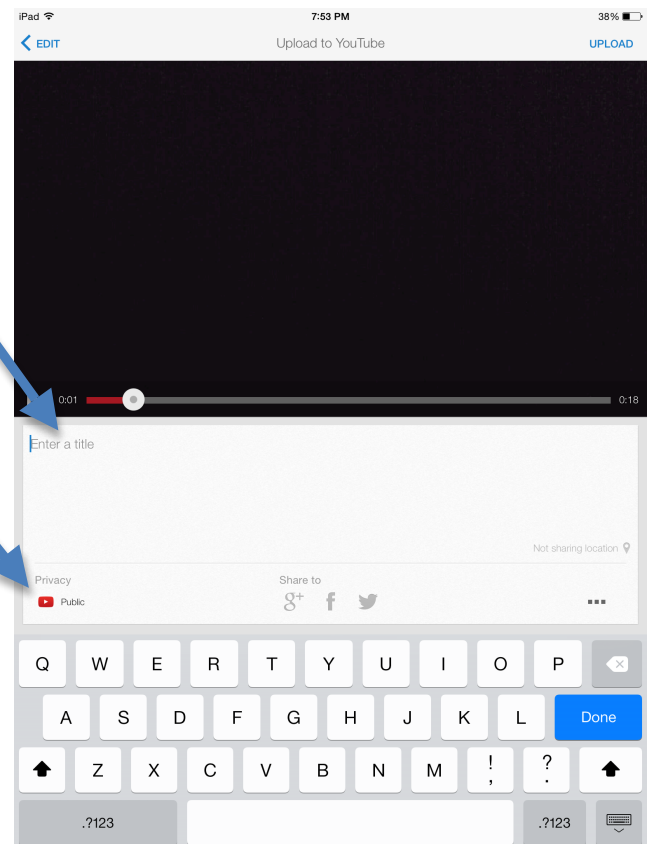 iPad 7:53 PM 38%
EDIT Upload to YouTube UPLOAD
0:01 0:18
Enter a title
Not sharing location
Privacy Share to
Public g+ f
Q W E R T Y U I O P
A S D F G H J K L Done
Z X C V B N M ! , ? .
.?123 .?123